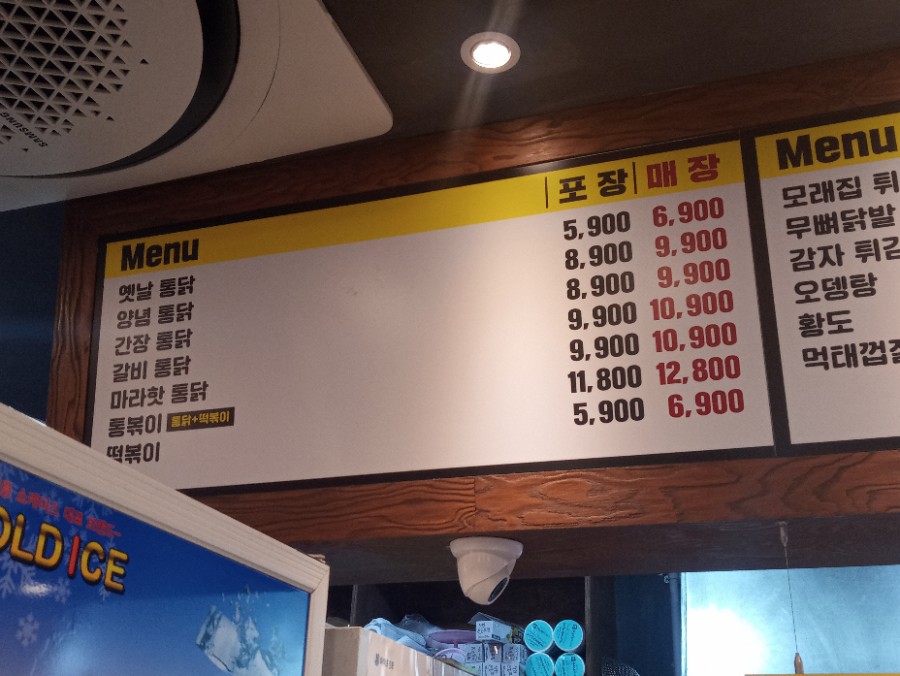 SAMSUNG
Menu 포장 매장
옛날 통닭 5,900 6,900
양념 통닭 8,900 9,900
간장 통닭 8,900 9,900
갈비 통닭 9,900 10,900
마라핫 통닭 9,900 10,900
통볶이 통닭+떡볶이 11,800 12,800
떡볶이 5,900 6,900
Menu
모래집 튀
무뼈닭발
감자 튀김
오뎅탕
황도
먹태껍질
OLD ICE